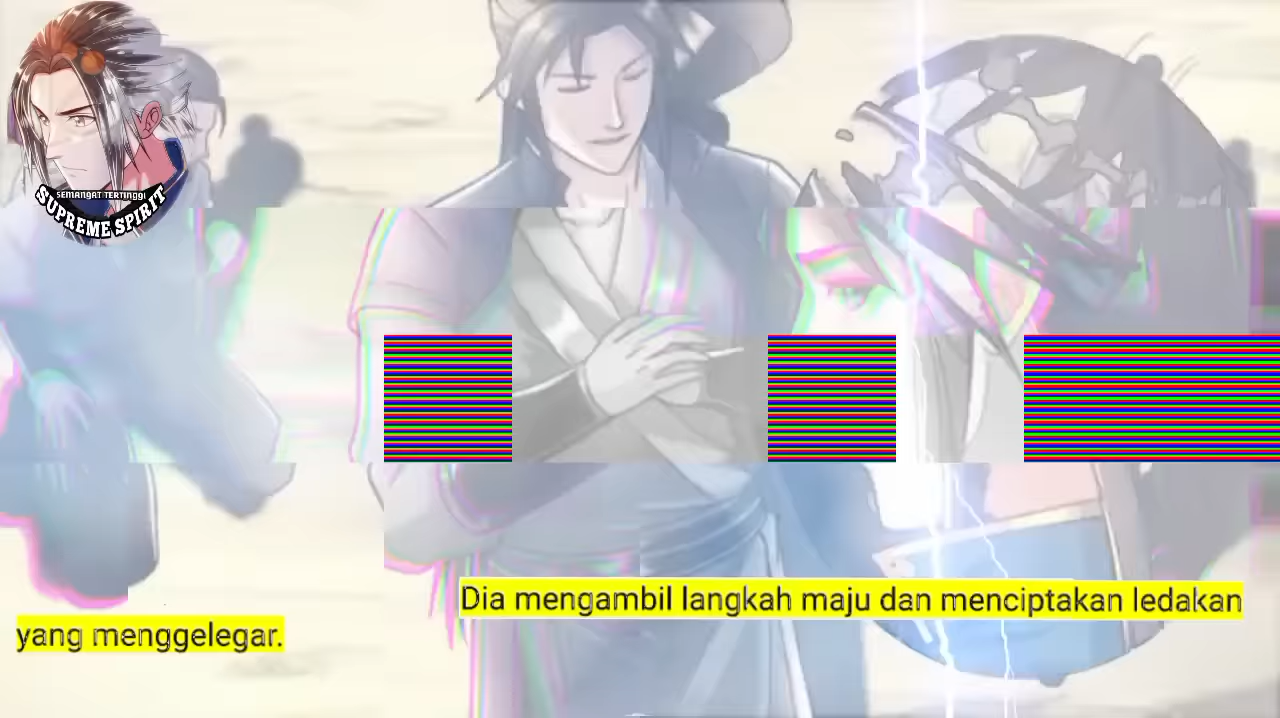 SEMANGAT TERTINGGI
SUPREME SPIRIT
Dia mengambil langkah maju dan menciptakan ledakan
yang menggelegar.